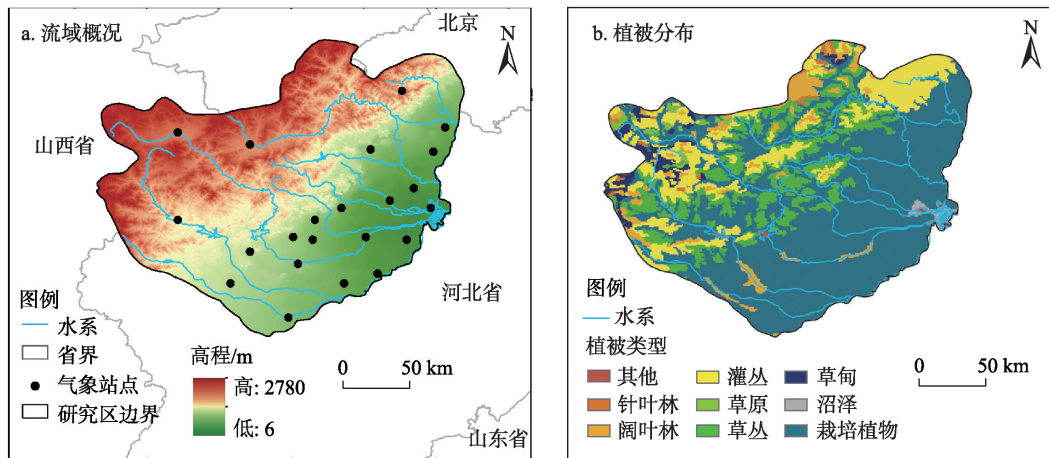 a. 流域概况
北京
N
山西省
河北省
山东省
图例
水系
省界
气象站点
研究区边界
高程/m
高: 2780
低: 6
0 50 km
b. 植被分布
N
图例
水系
植被类型
其他 灌丛 草甸
针叶林 草原 沼泽
阔叶林 草丛 栽培植物
0 50 km